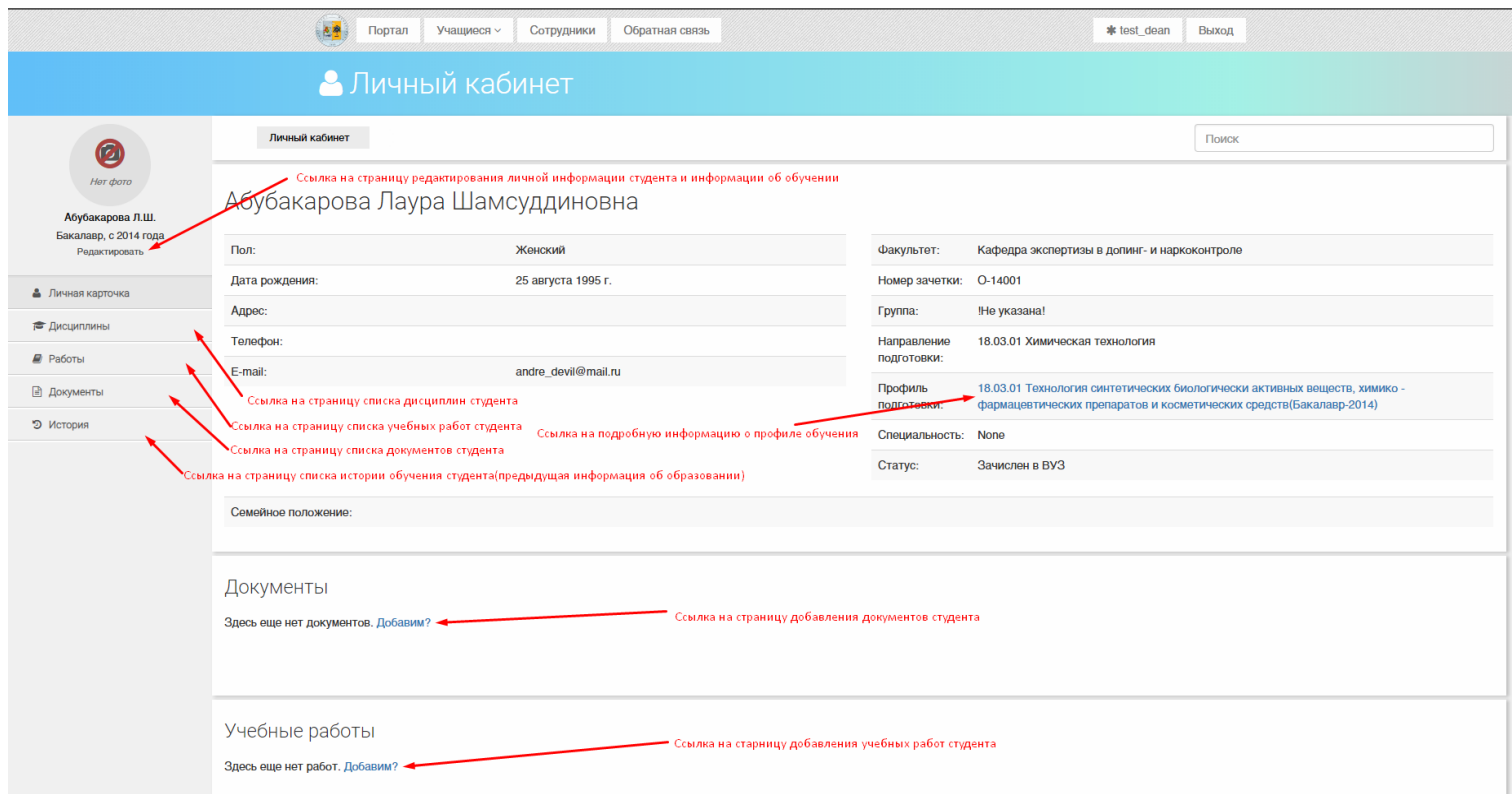 Портал
Учащиеся
Сотрудники
Обратная связь
test_dean
Выход
Личный кабинет
Нет фото
Абубакарова Л.Ш.
Бакалавр, с 2014 года
Редактировать
Личная карточка
Дисциплины
Работы
Документы
История
Личный кабинет
Поиск
Ссылка на страницу редактирования личной информации студента и информации об обучении
Абубакарова Лаура Шамсуддиновна
Пол: Женский
Дата рождения: 25 августа 1995 г.
Адрес:
Телефон:
E-mail: andre_devil@mail.ru
Факультет: Кафедра экспертизы в допинг- и наркоконтроле
Номер зачетки: О-14001
Группа: !Не указана!
Направление подготовки: 18.03.01 Химическая технология
Профиль подготовки: 18.03.01 Технология синтетических биологически активных веществ, химико -
фармацевтических препаратов и косметических средств(Бакалавр-2014)
Специальность: None
Статус: Зачислен в ВУЗ
Ссылка на страницу списка дисциплин студента
Ссылка на страницу списка учебных работ студента
Ссылка на подробную информацию о профиле обучения
Ссылка на страницу списка документов студента
Ссылка на страницу списка истории обучения студента(предыдущая информация об образовании)
Семейное положение:
Документы
Здесь еще нет документов. Добавим?
Ссылка на страницу добавления документов студента
Учебные работы
Здесь еще нет работ. Добавим?
Ссылка на старницу добавления учебных работ студента